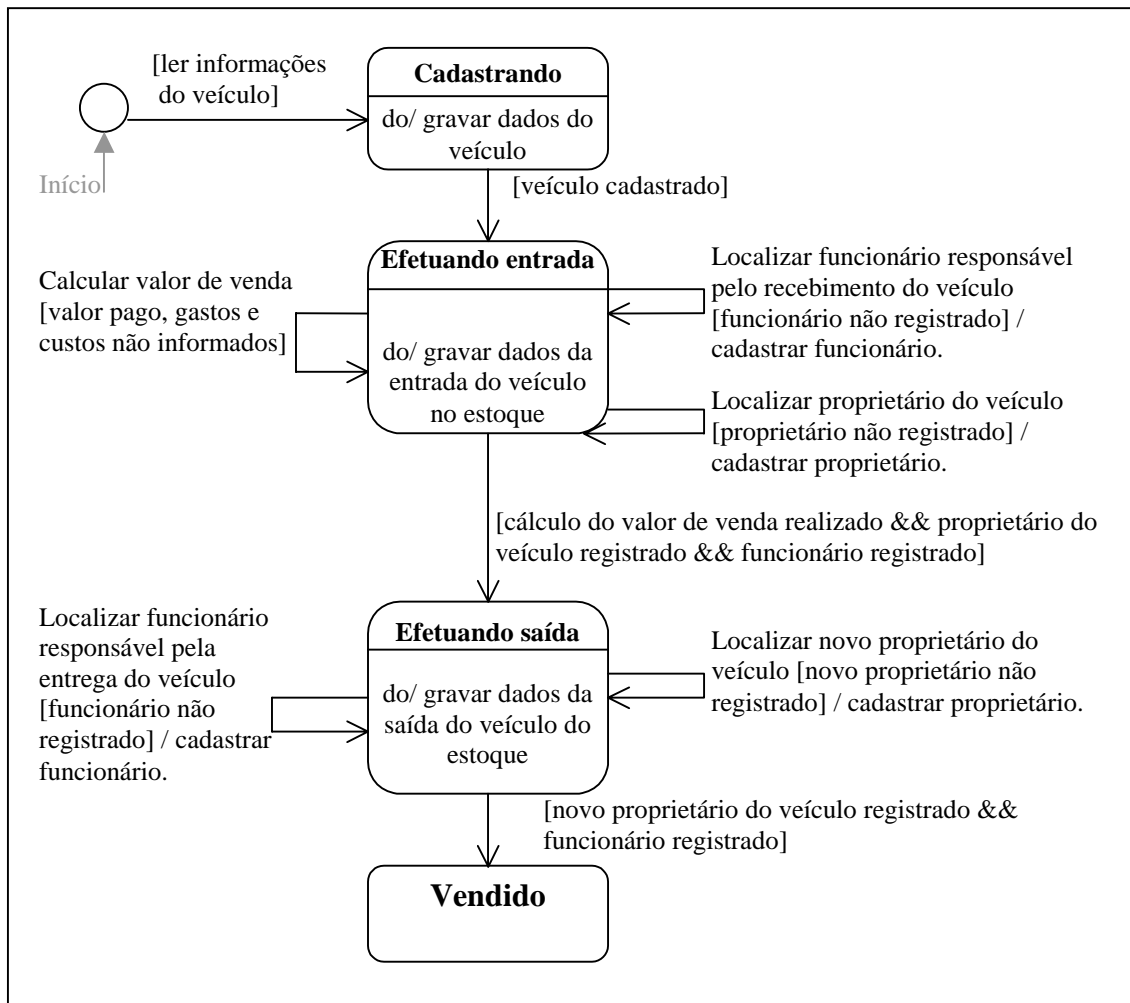 [ler informações
do veículo]
Início
Cadastrando
do/ gravar dados do
veículo
[veículo cadastrado]
Efetuando entrada
do/ gravar dados da
entrada do veículo
no estoque
Calcular valor de venda
[valor pago, gastos e
custos não informados]
Localizar funcionário responsável
pelo recebimento do veículo
[funcionário não registrado] /
cadastrar funcionário.
Localizar proprietário do veículo
[proprietário não registrado] /
cadastrar proprietário.
[cálculo do valor de venda realizado && proprietário do
veículo registrado && funcionário registrado]
Efetuando saída
do/ gravar dados da
saída do veículo do
estoque
Localizar funcionário
responsável pela
entrega do veículo
[funcionário não
registrado] / cadastrar
funcionário.
Localizar novo proprietário do
veículo [novo proprietário não
registrado] / cadastrar proprietário.
[novo proprietário do veículo registrado &&
funcionário registrado]
Vendido